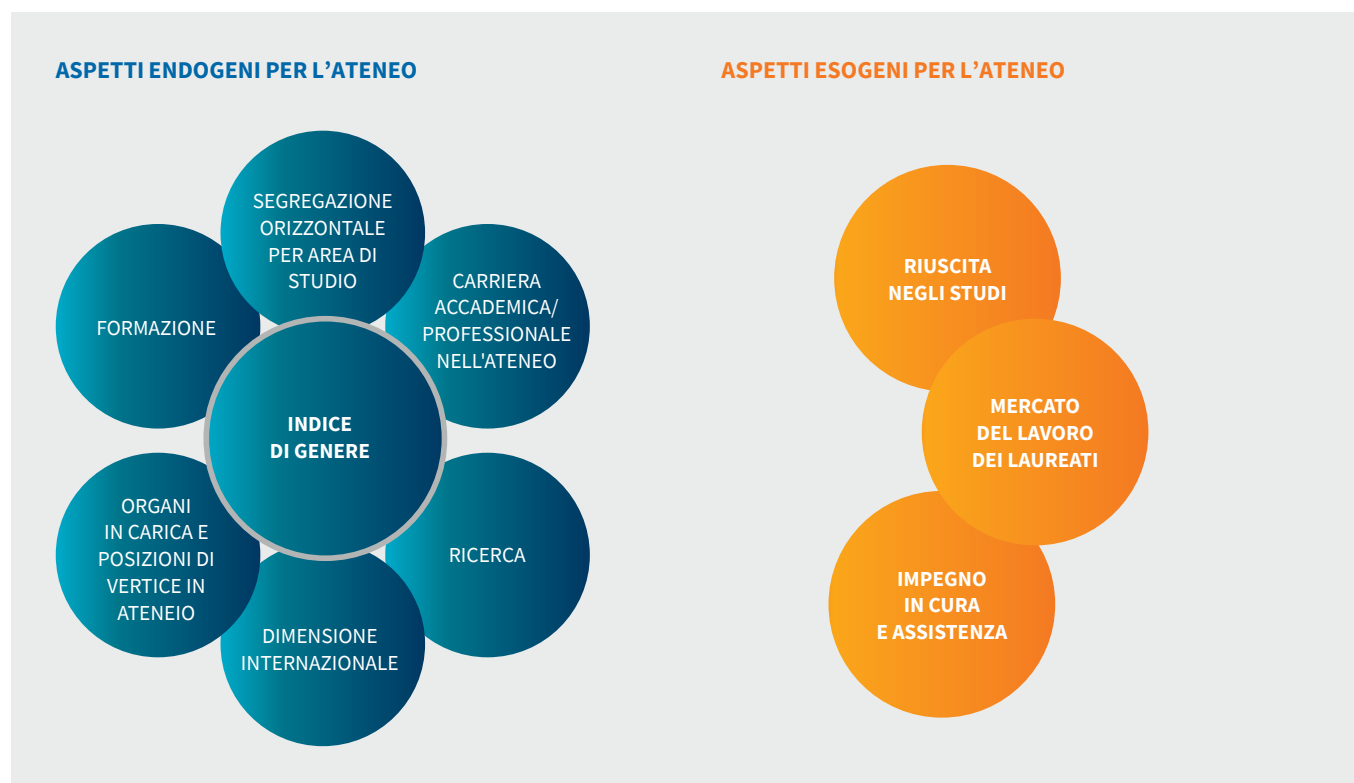 ASPETTI ENDOGENI PER L’ATENEO
SEGREGAZIONE
ORIZZONTALE
PER AREA DI
STUDIO
CARRIERA
ACCADEMICA/
PROFESSIONALE
NELL'ATENEO
FORMAZIONE
INDICE
DI GENERE
ORGANI
IN CARICA E
POSIZIONI DI
VERTICE IN
ATENEIO
RICERCA
DIMENSIONE
INTERNAZIONALE
ASPETTI ESOGENI PER L’ATENEO
RIUSCITA
NEGLI STUDI
MERCATO
DEL LAVORO
DEI LAUREATI
IMPEGNO
IN CURA
E ASSISTENZA